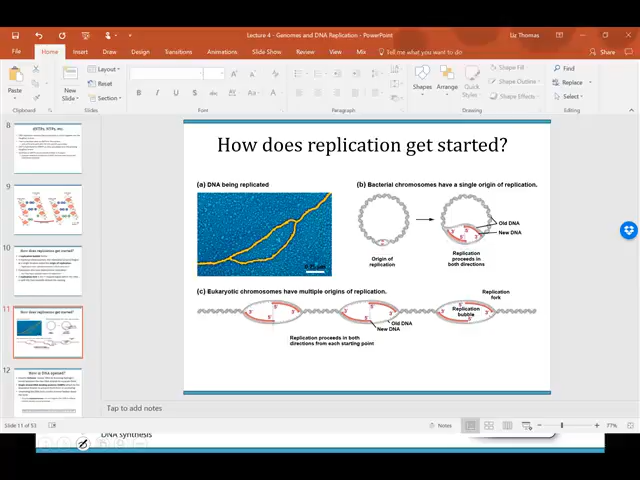 Lecture 4 - Genomes and DNA Replication - PowerPoint
Liz Thomas
File
Home
Insert
Draw
Design
Transitions
Animations
Slide Show
Review
View
Mix
Tell me what you want to do
Share
Paste
New
Slide
Layout
Reset
Section
Shapes
Arrange
Quick
Styles
Shape Fill
Shape Outline
Shape Effects
Find
Replace
Select
Clipboard
Slides
Font
Paragraph
Drawing
Editing
8
9
10
11
12
How does replication get started?
How does replication get started?
How is DNA opened?
How does replication get started?
(a) DNA being replicated
(b) Bacterial chromosomes have a single origin of replication.
Old DNA
New DNA
Origin of
replication
Replication
proceeds in
both directions
(c) Eukaryotic chromosomes have multiple origins of replication.
Replication
fork
Replication
bubble
Old DNA
New DNA
Replication proceeds in both
directions from each starting point
Tap to add notes
Slide 11 of 53
Notes
77%
DNA synthesis